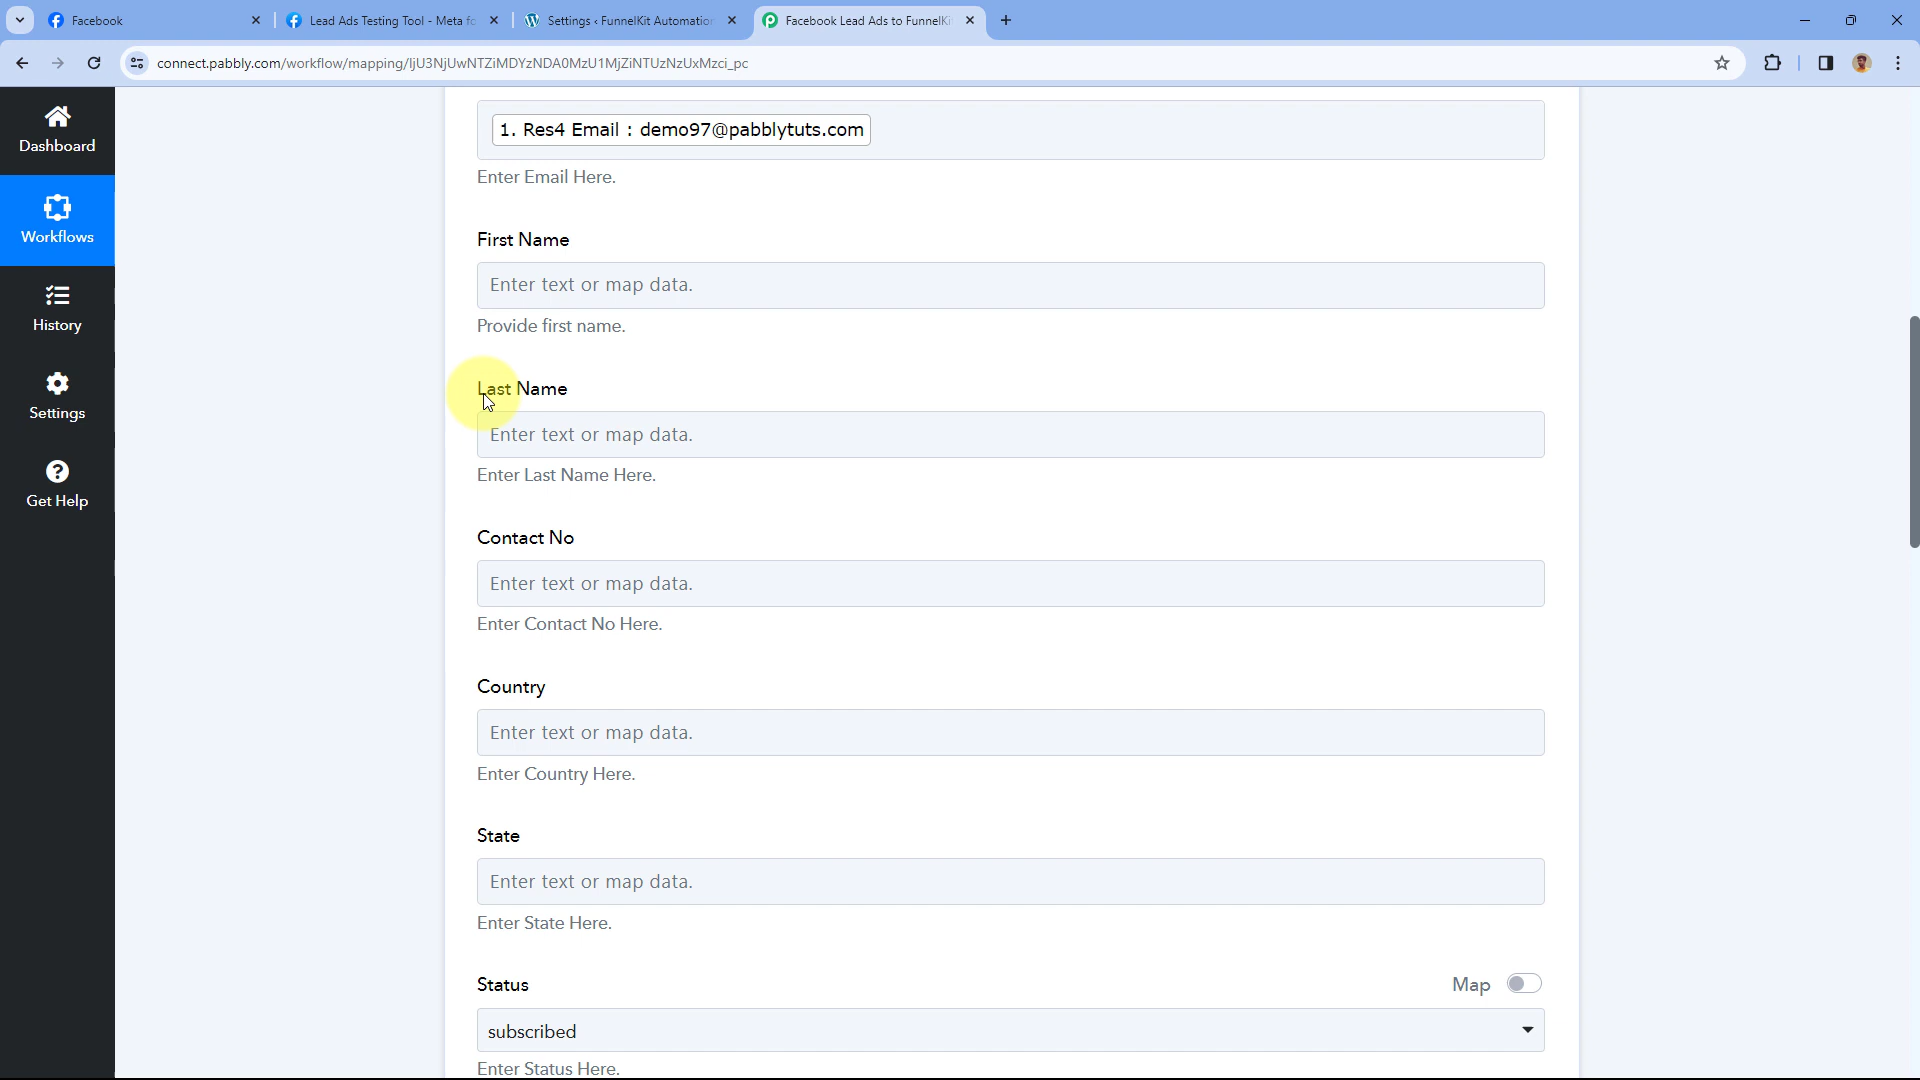 Facebook
Lead Ads Testing Tool - Meta fo
Settings ‹ FunnelKit Automation
Facebook Lead Ads to FunnelKi
connect.pabbly.com/workflow/mapping/IjU3NjUwNTZiMDYzNDA0MzU1MjZiNTUzNzUxMzci_pc
Dashboard
Workflows
History
Settings
Get Help
1. Res4 Email : demo97@pabblytuts.com
Enter Email Here.
First Name
Enter text or map data.
Provide first name.
Last Name
Enter text or map data.
Enter Last Name Here.
Contact No
Enter text or map data.
Enter Contact No Here.
Country
Enter text or map data.
Enter Country Here.
State
Enter text or map data.
Enter State Here.
Status
Map
subscribed
Enter Status Here.